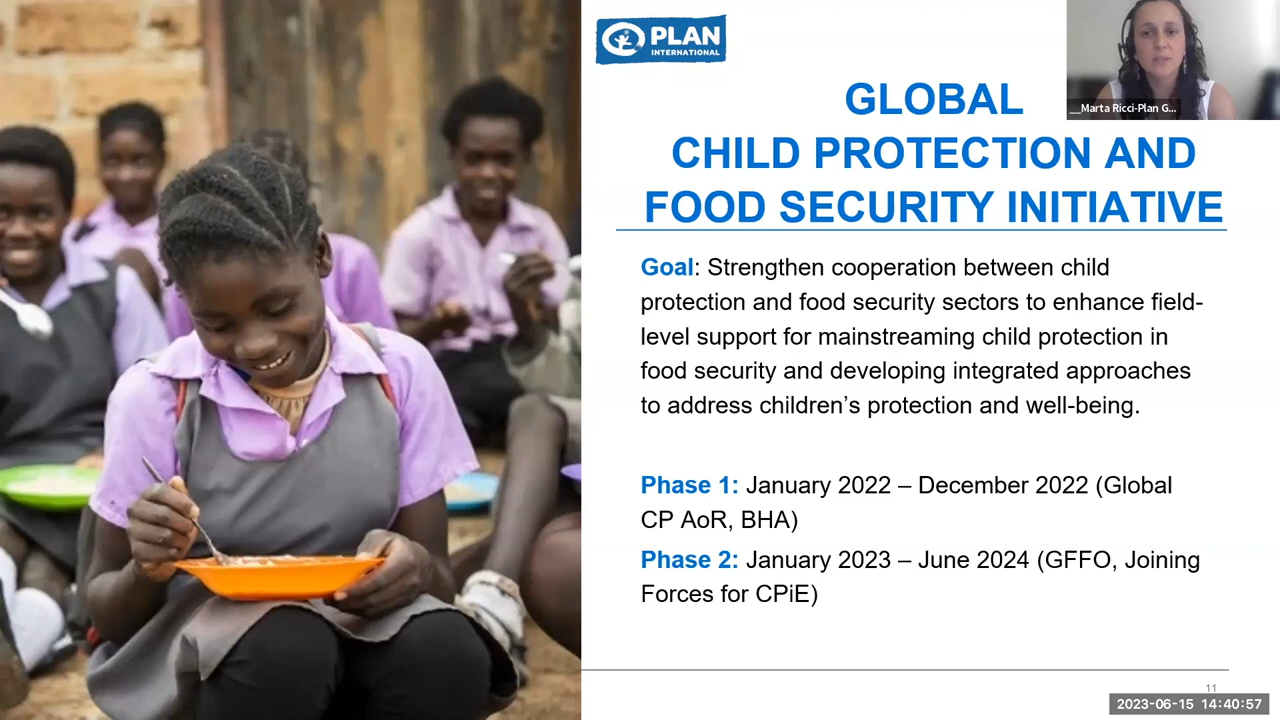 PLAN
INTERNATIONAL
__Marta Ricci-Plan G...
GLOBAL
CHILD PROTECTION AND
FOOD SECURITY INITIATIVE
Goal: Strengthen cooperation between child
protection and food security sectors to enhance field-
level support for mainstreaming child protection in
food security and developing integrated approaches
to address children’s protection and well-being.
Phase 1: January 2022 – December 2022 (Global
CP AoR, BHA)
Phase 2: January 2023 – June 2024 (GFFO, Joining
Forces for CPiE)
11
2023-06-15 14:40:57